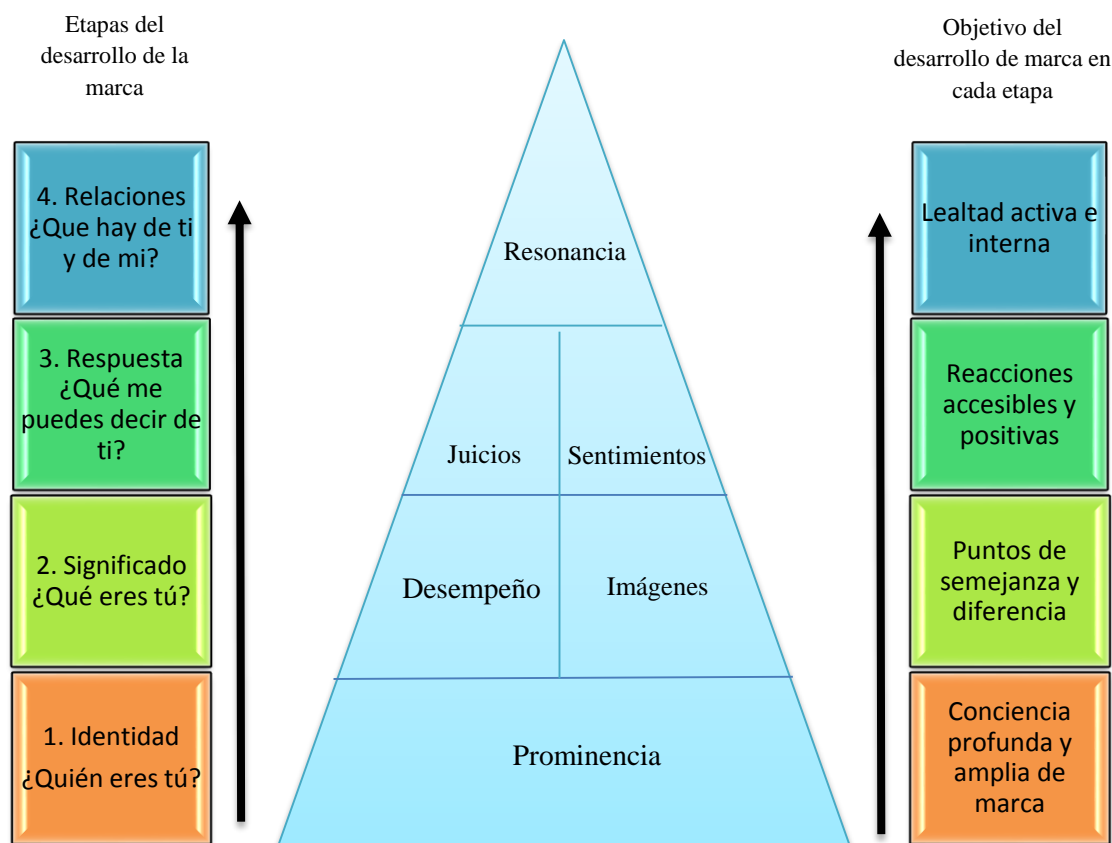 Etapas del
desarrollo de la
marca
4. Relaciones
¿Que hay de ti
y de mi?
3. Respuesta
¿Qué me
puedes decir de
ti?
2. Significado
¿Qué eres tú?
1. Identidad
¿Quién eres tú?
Resonancia
Juicios
Sentimientos
Desempeño
Imágenes
Prominencia
Objetivo del
desarrollo de marca en
cada etapa
Lealtad activa e
interna
Reacciones
accesibles y
positivas
Puntos de
semejanza y
diferencia
Conciencia
profunda y
amplia de
marca